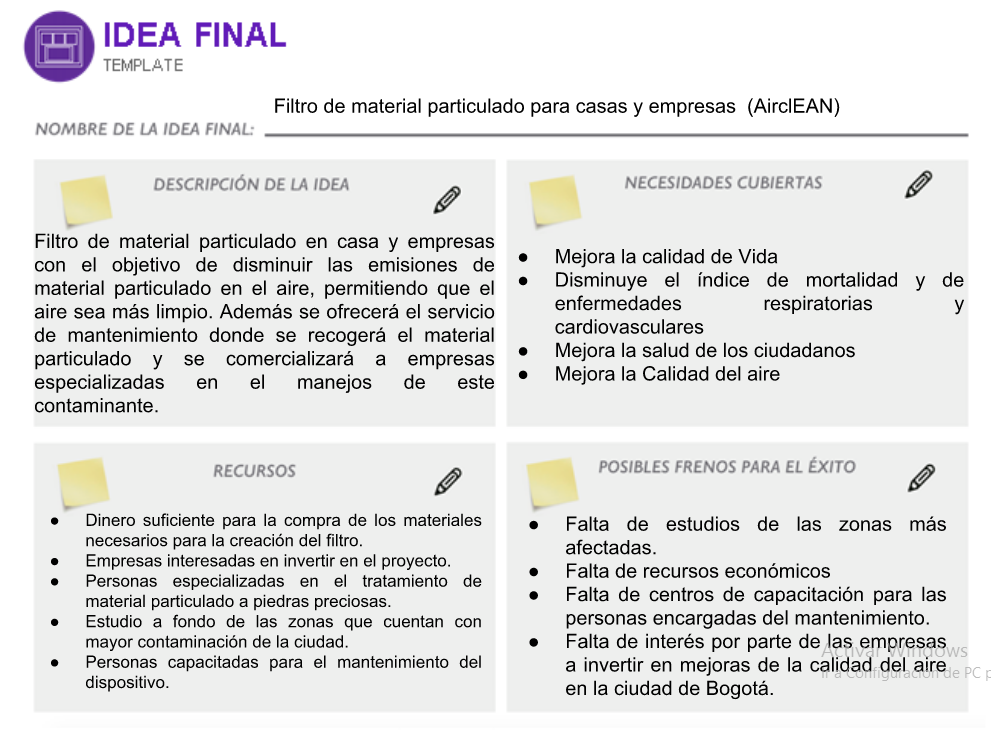 IDEA FINAL
TEMPLATE
Filtro de material particulado para casas y empresas (AirclEAN)
NOMBRE DE LA IDEA FINAL:
DESCRIPCIÓN DE LA IDEA
Filtro de material particulado en casa y empresas
con el objetivo de disminuir las emisiones de
material particulado en el aire, permitiendo que el
aire sea más limpio. Además se ofrecerá el servicio
de mantenimiento donde se recogerá el material
particulado y se comercializará a empresas
especializadas en el manejos de este
contaminante.
NECESIDADES CUBIERTAS
● Mejora la calidad de Vida
● Disminuye el índice de mortalidad y de
enfermedades respiratorias y
cardiovasculares
● Mejora la salud de los ciudadanos
● Mejora la Calidad del aire
RECURSOS
● Dinero suficiente para la compra de los materiales
necesarios para la creación del filtro.
● Empresas interesadas en invertir en el proyecto.
● Personas especializadas en el tratamiento de
material particulado a piedras preciosas.
● Estudio a fondo de las zonas que cuentan con
mayor contaminación de la ciudad.
● Personas capacitadas para el mantenimiento del
dispositivo.
POSIBLES FRENOS PARA EL ÉXITO
● Falta de estudios de las zonas más
afectadas.
● Falta de recursos económicos
● Falta de centros de capacitación para las
personas encargadas del mantenimiento.
● Falta de interés por parte de las empresas
a invertir en mejoras de la calidad del aire
en la ciudad de Bogotá.
Activar Windows
Ir a Configuración de PC p